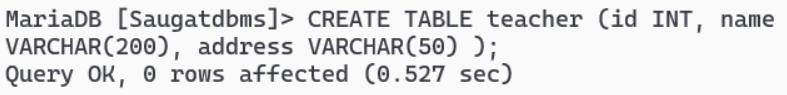 MariaDB [Saugatdbms]> CREATE TABLE teacher (id INT, name
VARCHAR(200), address VARCHAR(50) );
Query OK, 0 rows affected (0.527 sec)